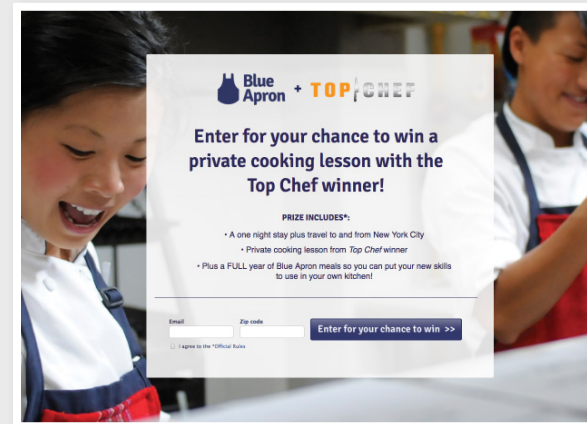 Blue
Apron + TOP CHEF
Enter for your chance to win a
private cooking lesson with the
Top Chef winner!
PRIZE INCLUDES*:
• A one night stay plus travel to and from New York City
• Private cooking lesson from Top Chef winner
• Plus a FULL year of Blue Apron meals so you can put your new skills
to use in your own kitchen!
Email Zip code
Enter for your chance to win >>
I agree to the *Official Rules